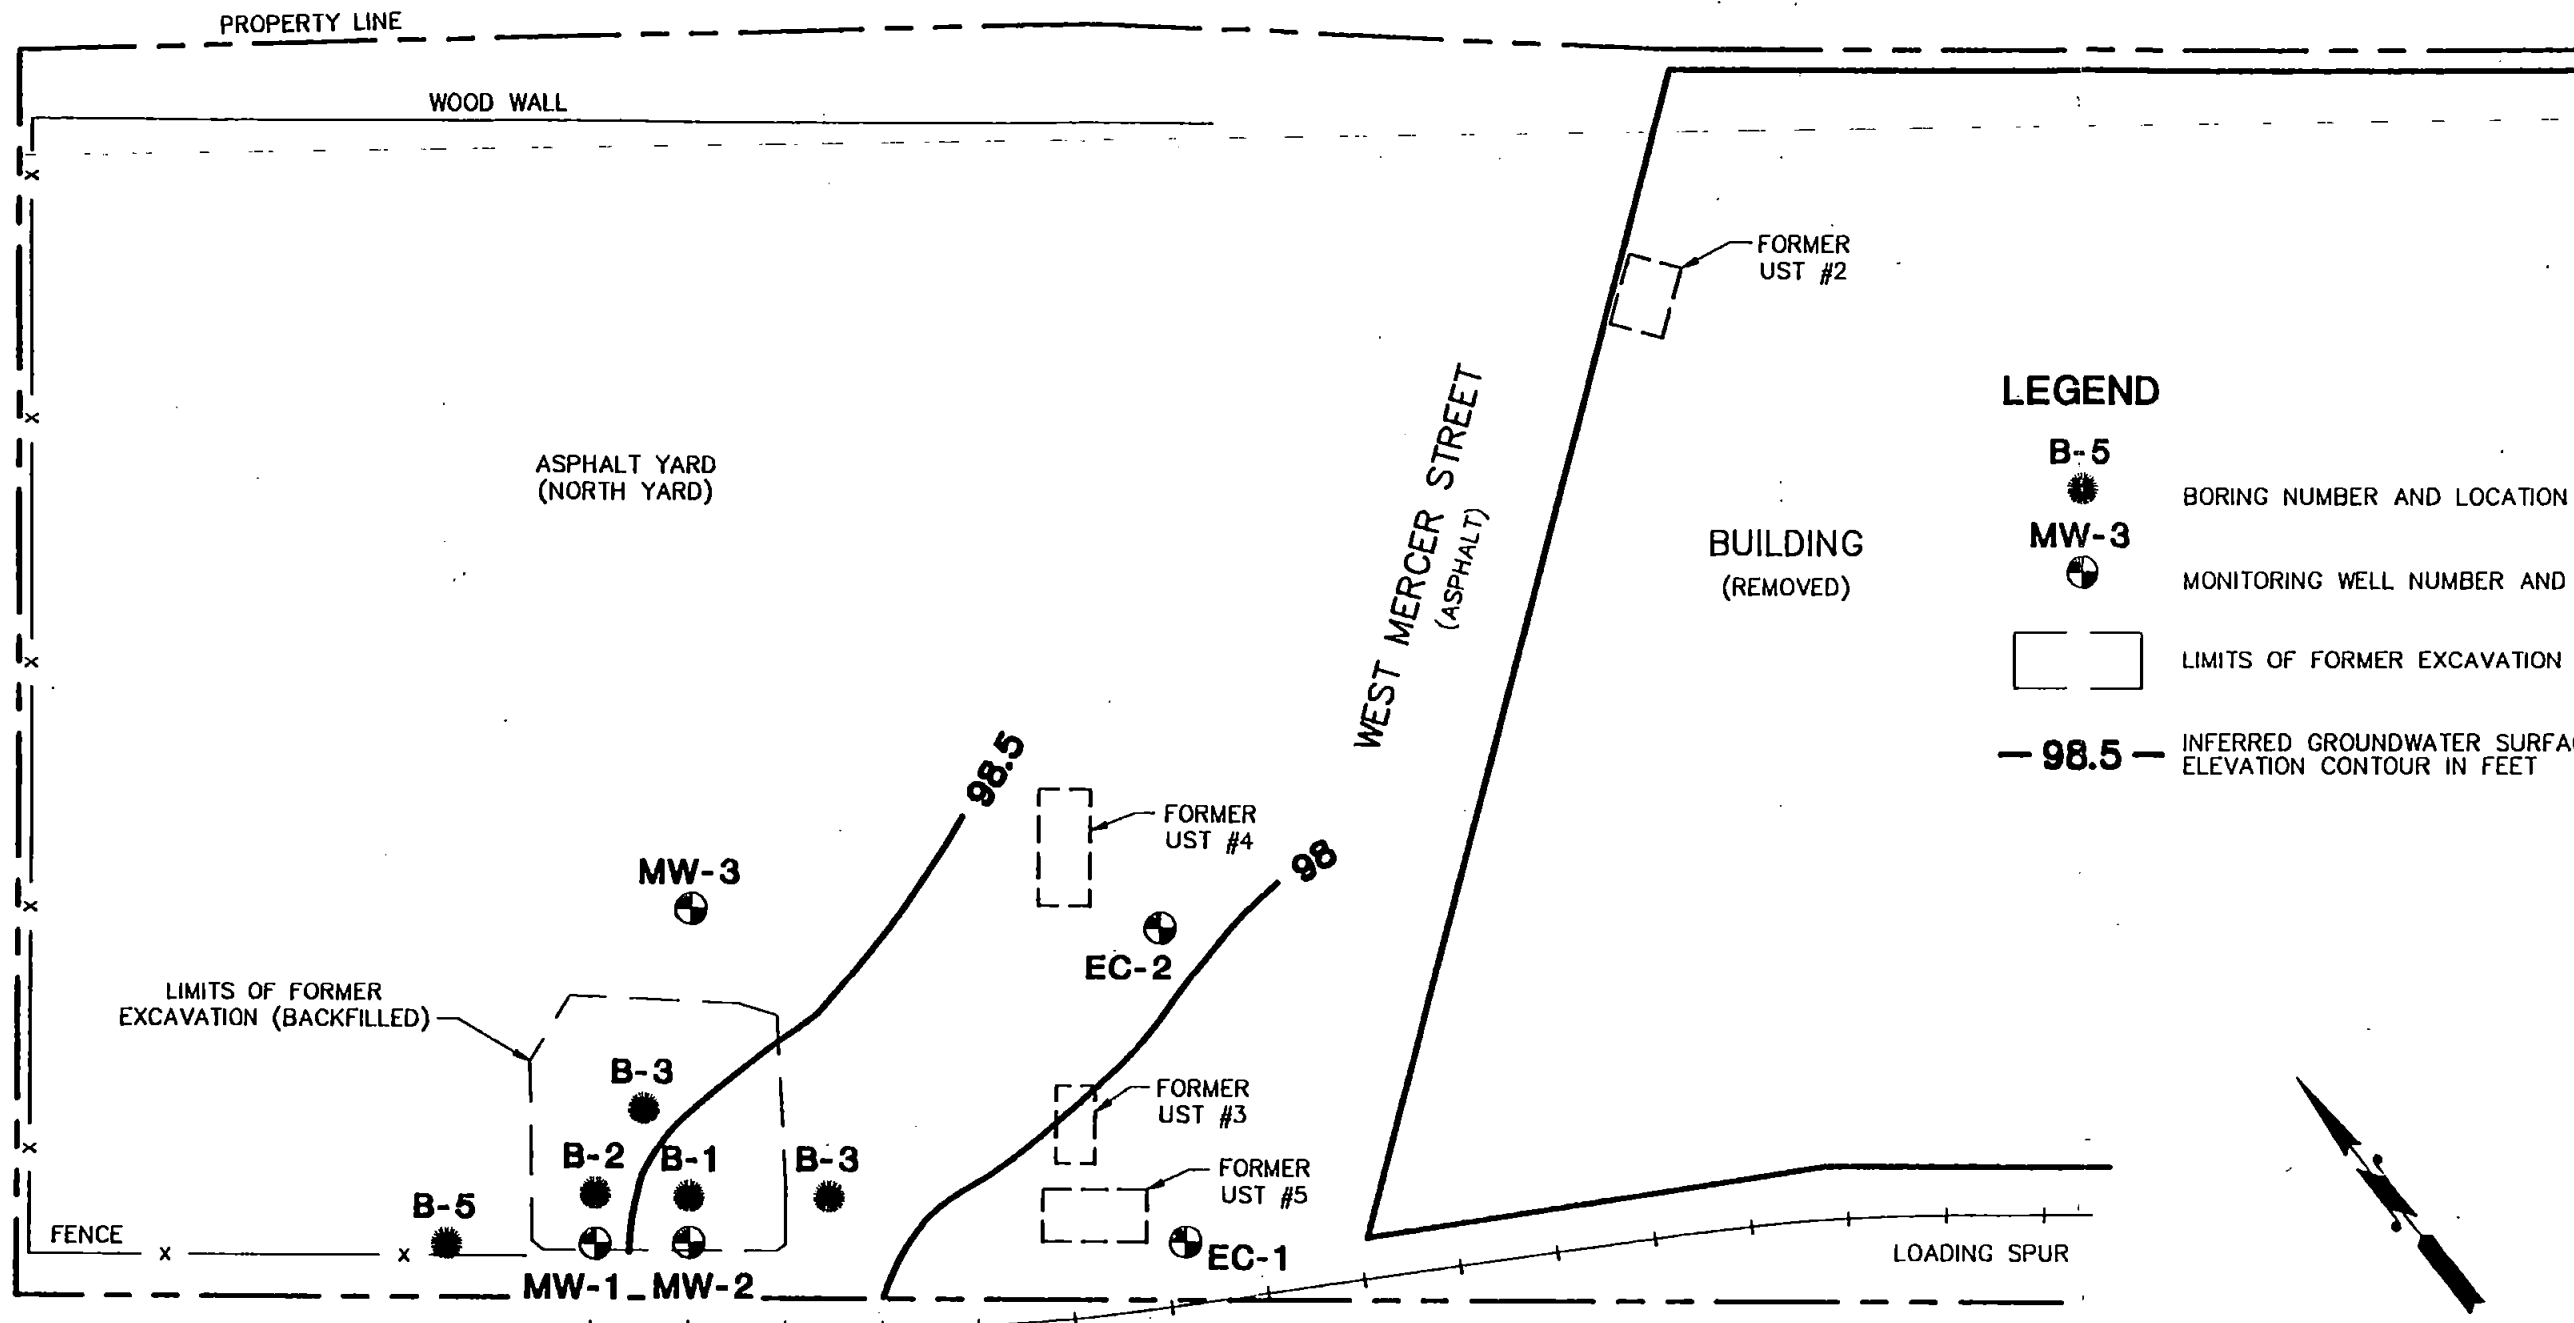 PROPERTY LINE
WOOD WALL
FORMER
UST #2
WEST MERCER STREET
(ASPHALT)
ASPHALT YARD
(NORTH YARD)
BUILDING
(REMOVED)
LEGEND
B-5
BORING NUMBER AND LOCATION
MW-3
MONITORING WELL NUMBER AND
LIMITS OF FORMER EXCAVATION
98.5
INFERRED GROUNDWATER
ELEVATION CONTOUR IN FEET
98.5
FORMER
UST #4
98
MW-3
EC-2
LIMITS OF FORMER
EXCAVATION (BACKFILLED)
B-3
FORMER
UST #3
B-2
B-1
B-3
FORMER
UST #5
B-5
FENCE
EC-1
LOADING SPUR
MW-1
MW-2